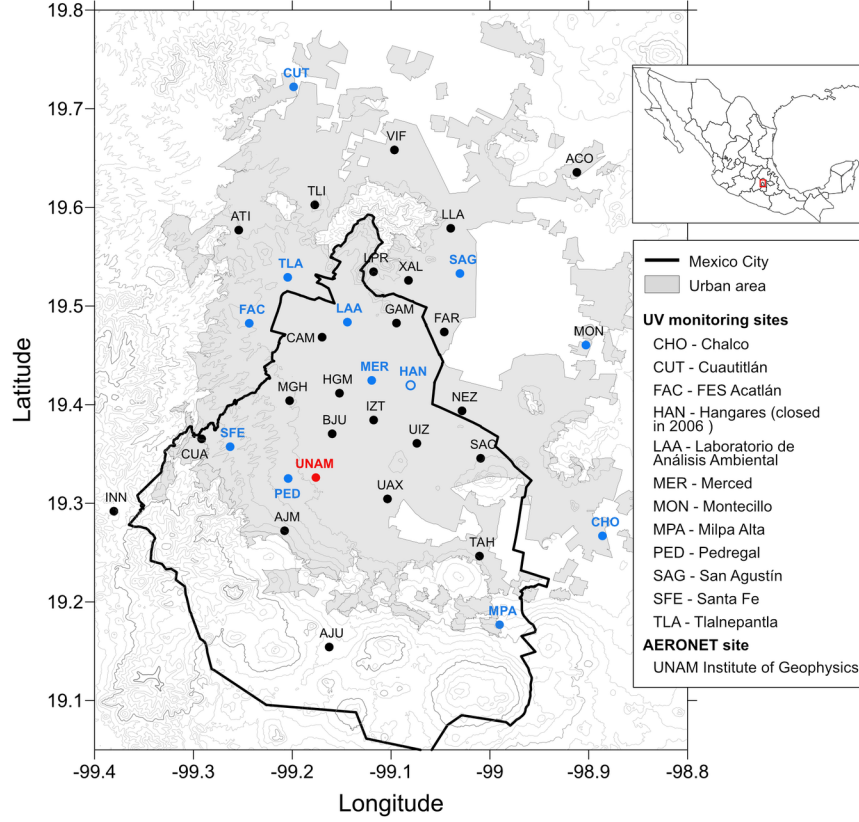 19.8
CUT
19.7
VIF
ACO
TLI
19.6
ATI
LLA
TLA
LPR
XAL
SAG
19.5
FAC
LAA
GAM
FAR
CAM
MON
MER
HAN
MGH
HGM
NEZ
19.4
IZT
BJU
UIZ
SFE
CUA
SAC
UNAM
PED
UAX
19.3
INN
AJM
CHO
TAH
19.2
MPA
AJU
19.1
Latitude
-99.4
-99.3
-99.2
-99.1
-99
-98.9
-98.8
Longitude
Mexico City
Urban area
UV monitoring sites
CHO - Chalco
CUT - Cuautitlán
FAC - FES Acatlán
HAN - Hangares (closed
in 2006 )
LAA - Laboratorio de
Análisis Ambiental
MER - Merced
MON - Montecillo
MPA - Milpa Alta
PED - Pedregal
SAG - San Agustín
SFE - Santa Fe
TLA - Tlalnepantla
AERONET site
UNAM Institute of Geophysics